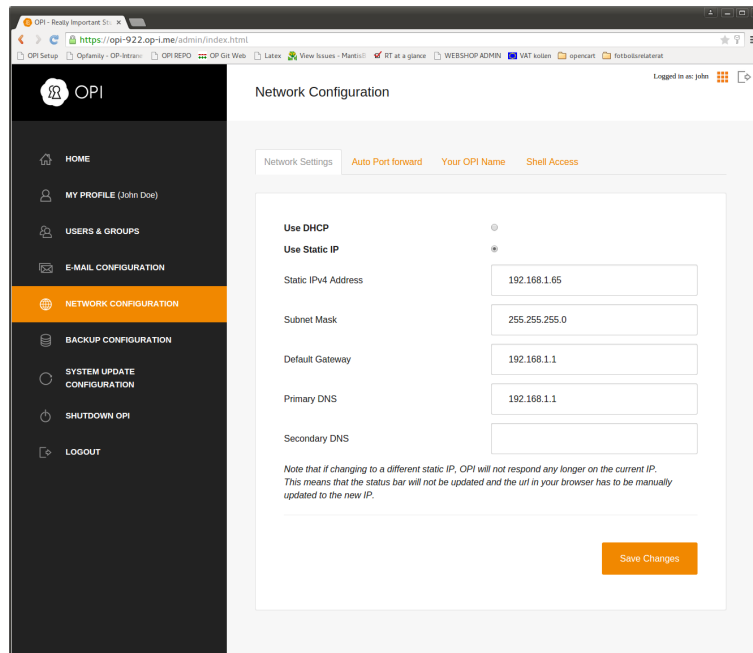 OPI - Really Important St
https://opi-922.op-i.me/admin/index.html
OPI Setup Opfamily - OP-Intran OPI REPO OP Git Web Latex View Issues - Mantis RT at a glance WEBSHOP ADMIN VAT kollen opencart fotbollsrelaterat
OPI
Logged in as: john
Network Configuration
HOME
MY PROFILE (John Doe)
USERS & GROUPS
E-MAIL CONFIGURATION
NETWORK CONFIGURATION
BACKUP CONFIGURATION
SYSTEM UPDATE
CONFIGURATION
SHUTDOWN OPI
LOGOUT
Network Settings Auto Port forward Your OPI Name Shell Access
Use DHCP
Use Static IP
Static IPv4 Address 192.168.1.65
Subnet Mask 255.255.255.0
Default Gateway 192.168.1.1
Primary DNS 192.168.1.1
Secondary DNS
Note that if changing to a different static IP, OPI will not respond any longer on the current IP.
This means that the status bar will not be updated and the url in your browser has to be manually
updated to the new IP.
Save Changes